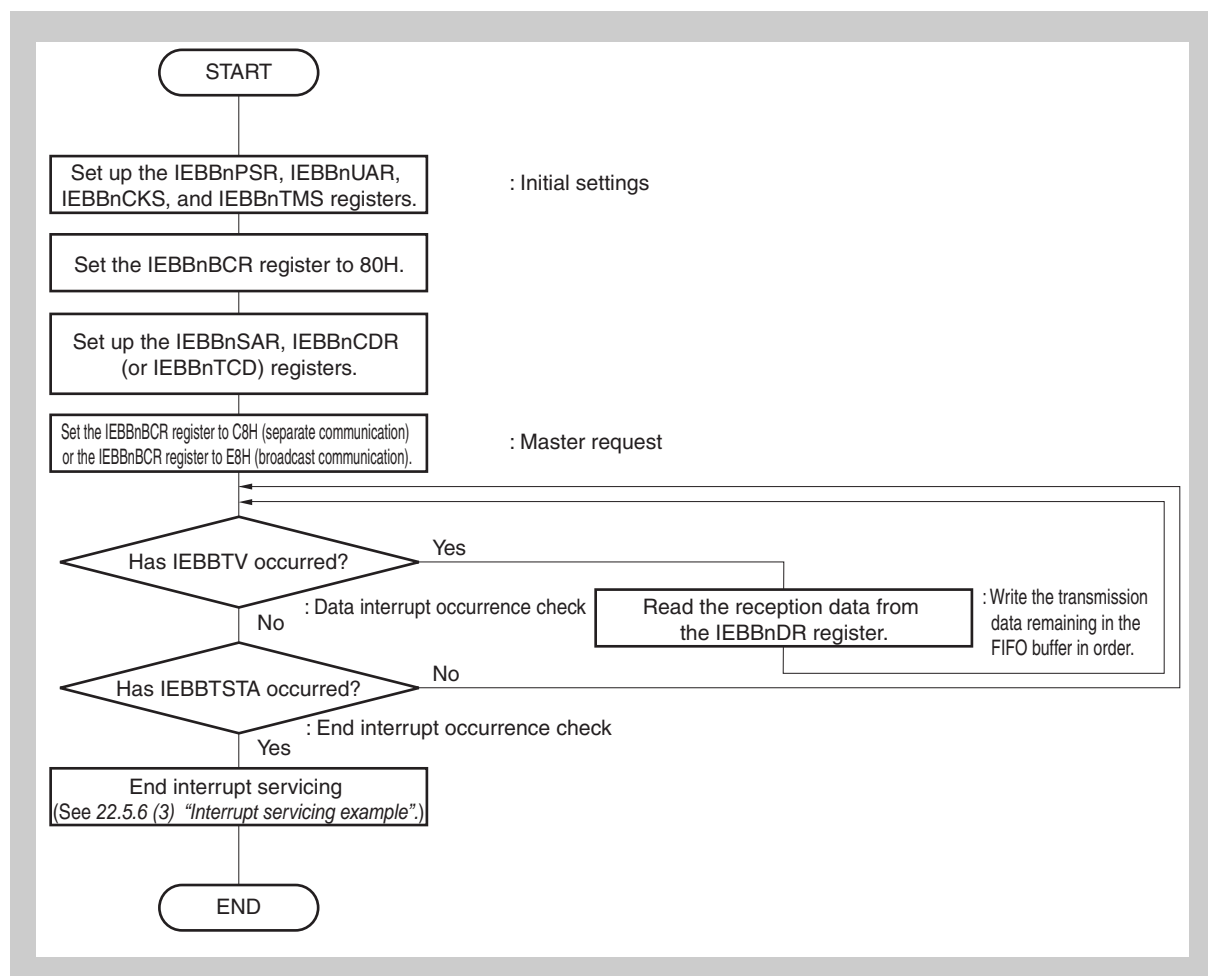 START
Set up the IEBBnPSR, IEBBnUAR,
IEBBnCKS, and IEBBnTMS registers.
: Initial settings
Set the IEBBnBCR register to 80H.
Set up the IEBBnSAR, IEBBnCDR
(or IEBBnTCD) registers.
Set the IEBBnBCR register to C8H (separate communication)
or the IEBBnBCR register to E8H (broadcast communication).
: Master request
Has IEBBTV occurred?
Yes
: Data interrupt occurrence check
No
Read the reception data from
the IEBBnDR register.
: Write the transmission
data remaining in the
FIFO buffer in order.
Has IEBBTSTA occurred?
No
: End interrupt occurrence check
Yes
End interrupt servicing
(See 22.5.6 (3) “Interrupt servicing example”.)
END